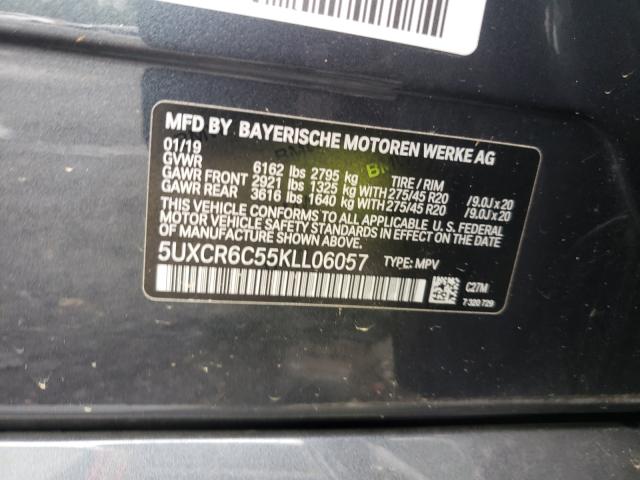 MFD BY BAYERISCHE MOTOREN WERKE AG
01/19
GVWR 6162 lbs 2795 kg TIRE / RIM
GAWR FRONT 2921 lbs 1325 kg WITH 275/45 R20 /9.0J x 20
GAWR REAR 3616 lbs 1640 kg WITH 275/45 R20 /9.0J x 20
THIS VEHICLE CONFORMS TO ALL APPLICABLE U.S. FEDERAL
MOTOR VEHICLE SAFETY STANDARDS IN EFFECT ON THE DATE
OF MANUFACTURE SHOWN ABOVE.
5UXCR6C55KLL06057 TYPE: MPV
C27M
7 320 729